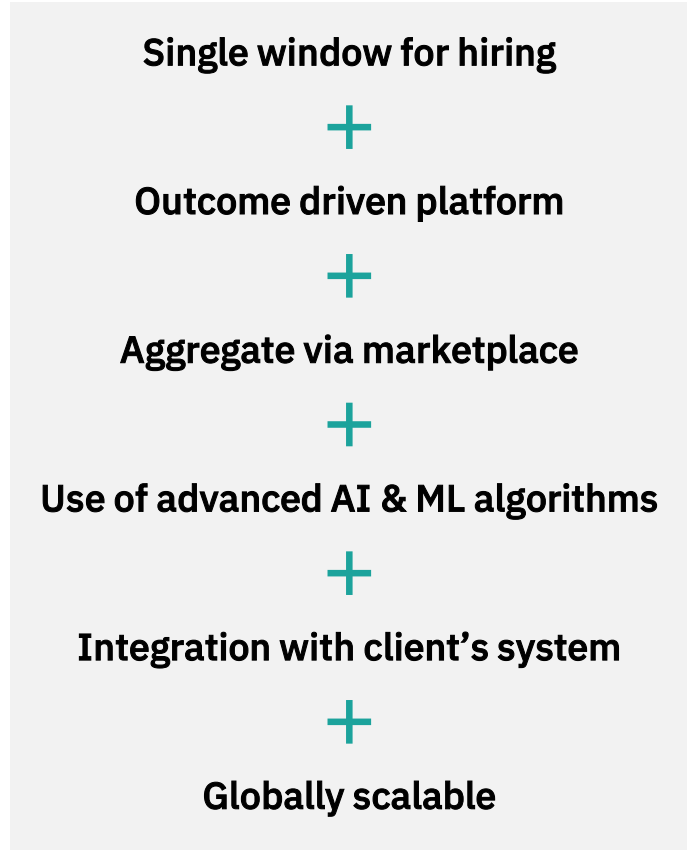 Single window for hiring
+
Outcome driven platform
+
Aggregate via marketplace
+
Use of advanced AI & ML algorithms
+
Integration with client’s system
+
Globally scalable